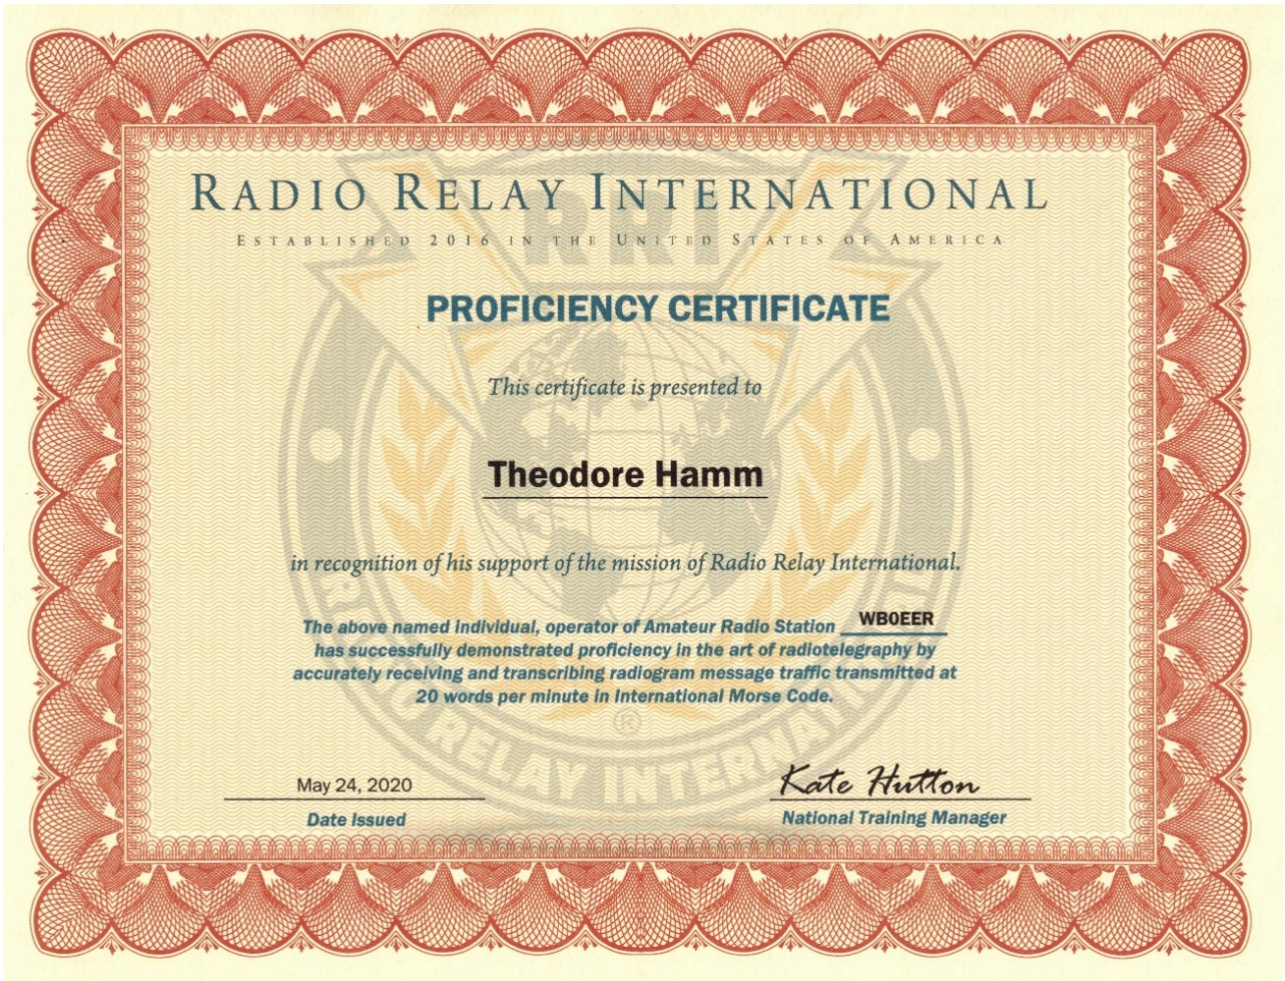 RRI
RADIO RELAY INTERNATIONAL
ESTABLISHED 2016 IN THE UNITED STATES OF AMERICA
PROFICIENCY CERTIFICATE
This certificate is presented to
Theodore Hamm
in recognition of his support of the mission of Radio Relay International.
The above named individual, operator of Amateur Radio Station WB0EER
has successfully demonstrated proficiency in the art of radiotelegraphy by
accurately receiving and transcribing radiogram message traffic transmitted at
20 words per minute in International Morse Code.
®
RADIO RELAY INTERNATIONAL
May 24, 2020 Kate Hutton
Date Issued National Training Manager